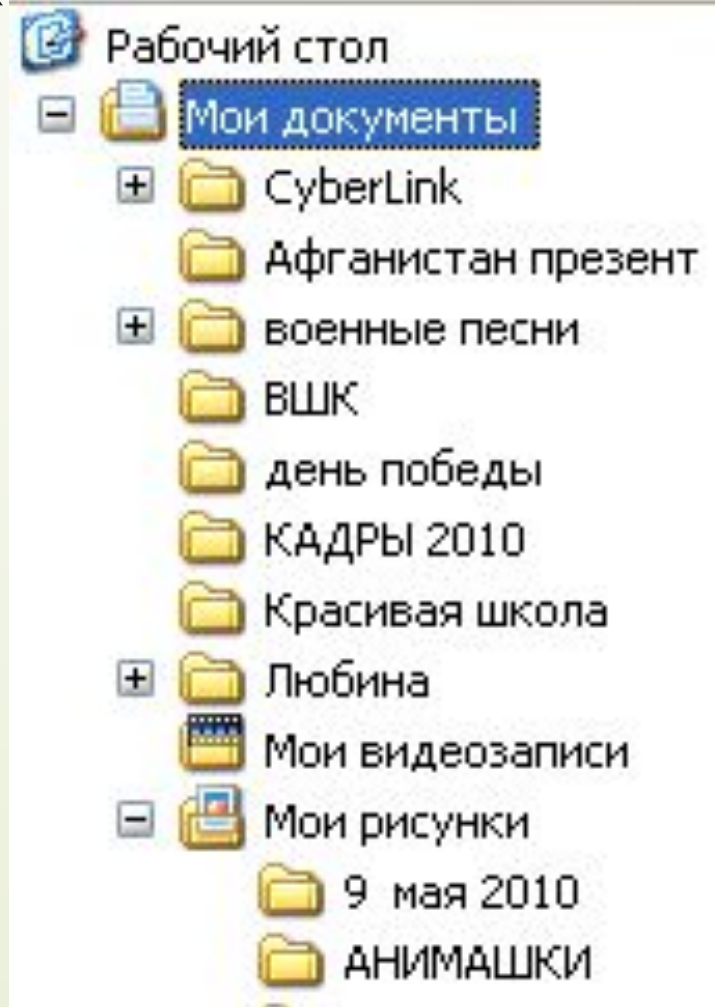 Рабочий стол
Мои документы
CyberLink
Афганистан презент
военные песни
ВШК
день победы
КАДРЫ 2010
Красивая школа
Любина
Мои видеозаписи
Мои рисунки
9 мая 2010
АНИМАШКИ